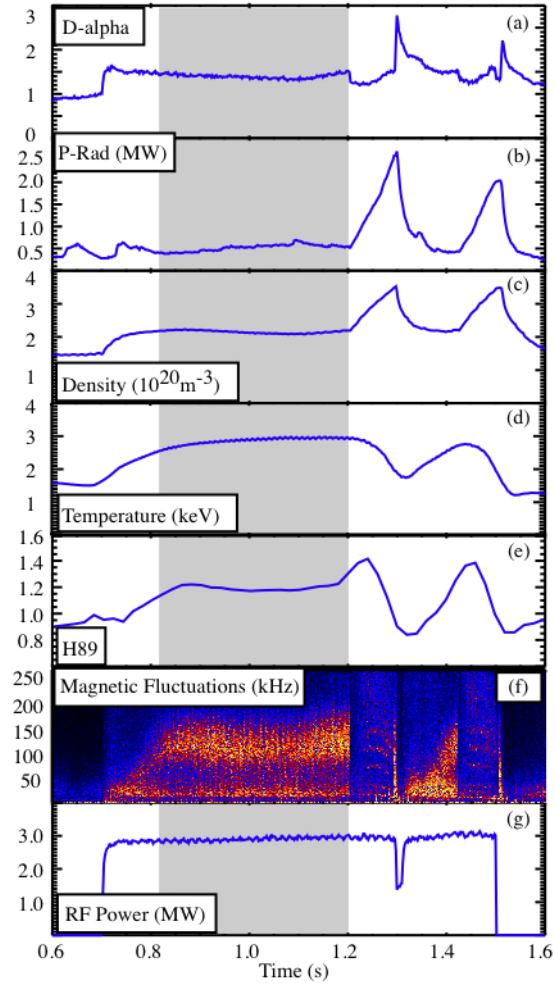 3
D-alpha
(a)
2
1
0
P-Rad (MW)
(b)
2.5
2.0
1.5
1.0
0.5
0.3
4
(c)
3
2
1
Density (10²⁰m⁻³)
4
(d)
3
2
1
Temperature (keV)
1.6
(e)
1.4
1.2
1.0
0.8
H89
250
Magnetic Fluctuations (kHz)
(f)
200
150
100
50
(g)
3.0
2.0
1.0
RF Power (MW)
0.6 0.8 1.0 1.2 1.4 1.6
Time (s)